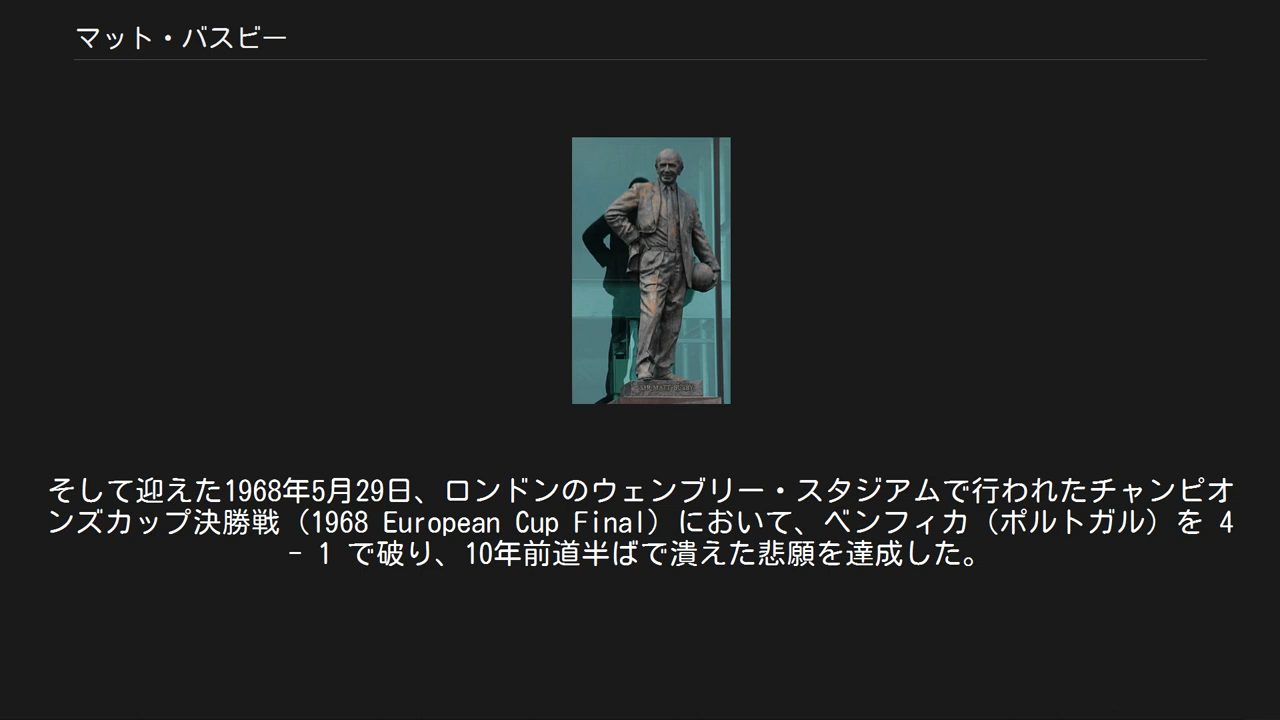 マット・バスビー
SIR MATT BUSBY
そして迎えた1968年5月29日、ロンドンのウェンブリー・スタジアムで行われたチャンピオ
ンズカップ決勝戦（1968 European Cup Final）において、ベンフィカ（ポルトガル）を 4
- 1 で破り、10年前道半ばで潰えた悲願を達成した。